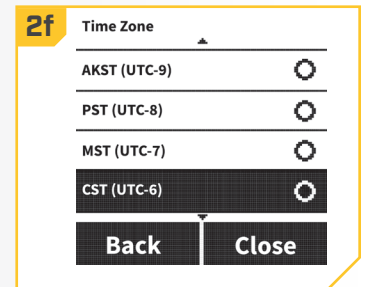 2f
Time Zone
AKST (UTC-9)
PST (UTC-8)
MST (UTC-7)
CST (UTC-6)
Back Close